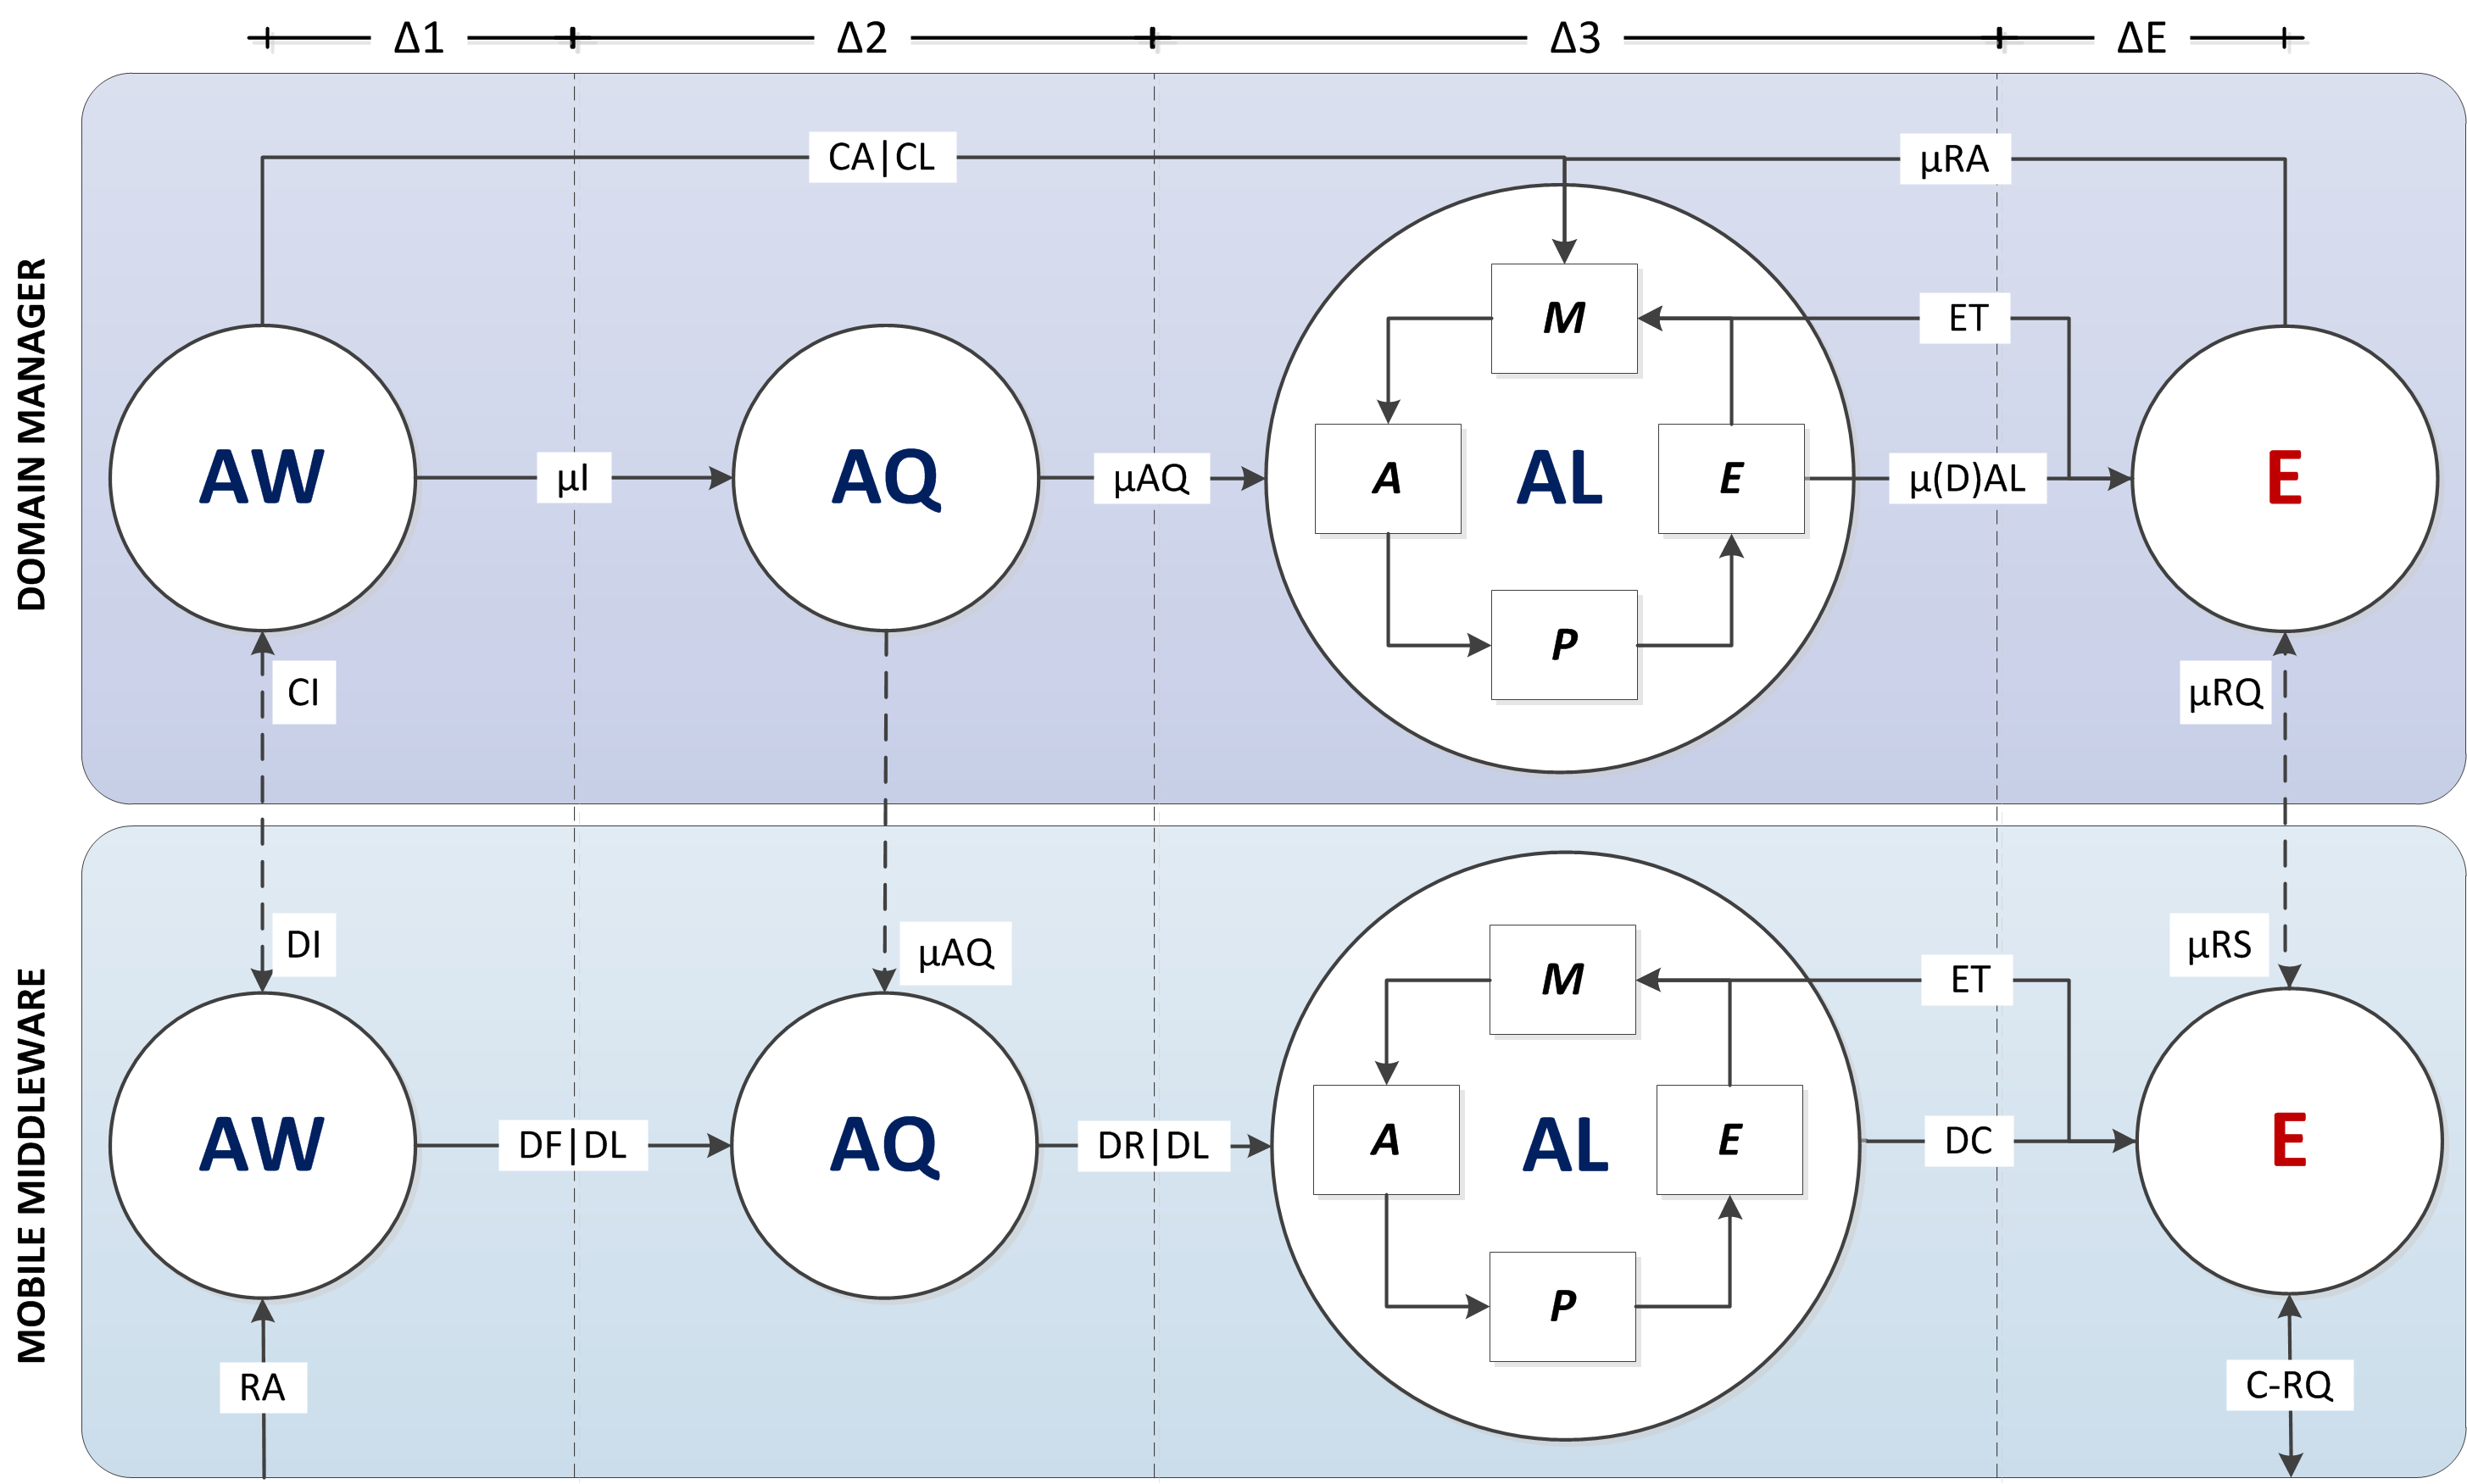 Δ1
Δ2
Δ3
ΔE
DOMAIN MANAGER
CA|CL
μRA
M
ET
AW
μI
AQ
μAQ
A
AL
E
μ(D)AL
E
P
CI
μRQ
MOBILE MIDDLEWARE
DI
μAQ
μRS
M
ET
AW
DF|DL
AQ
DR|DL
A
AL
E
DC
E
P
RA
C-RQ